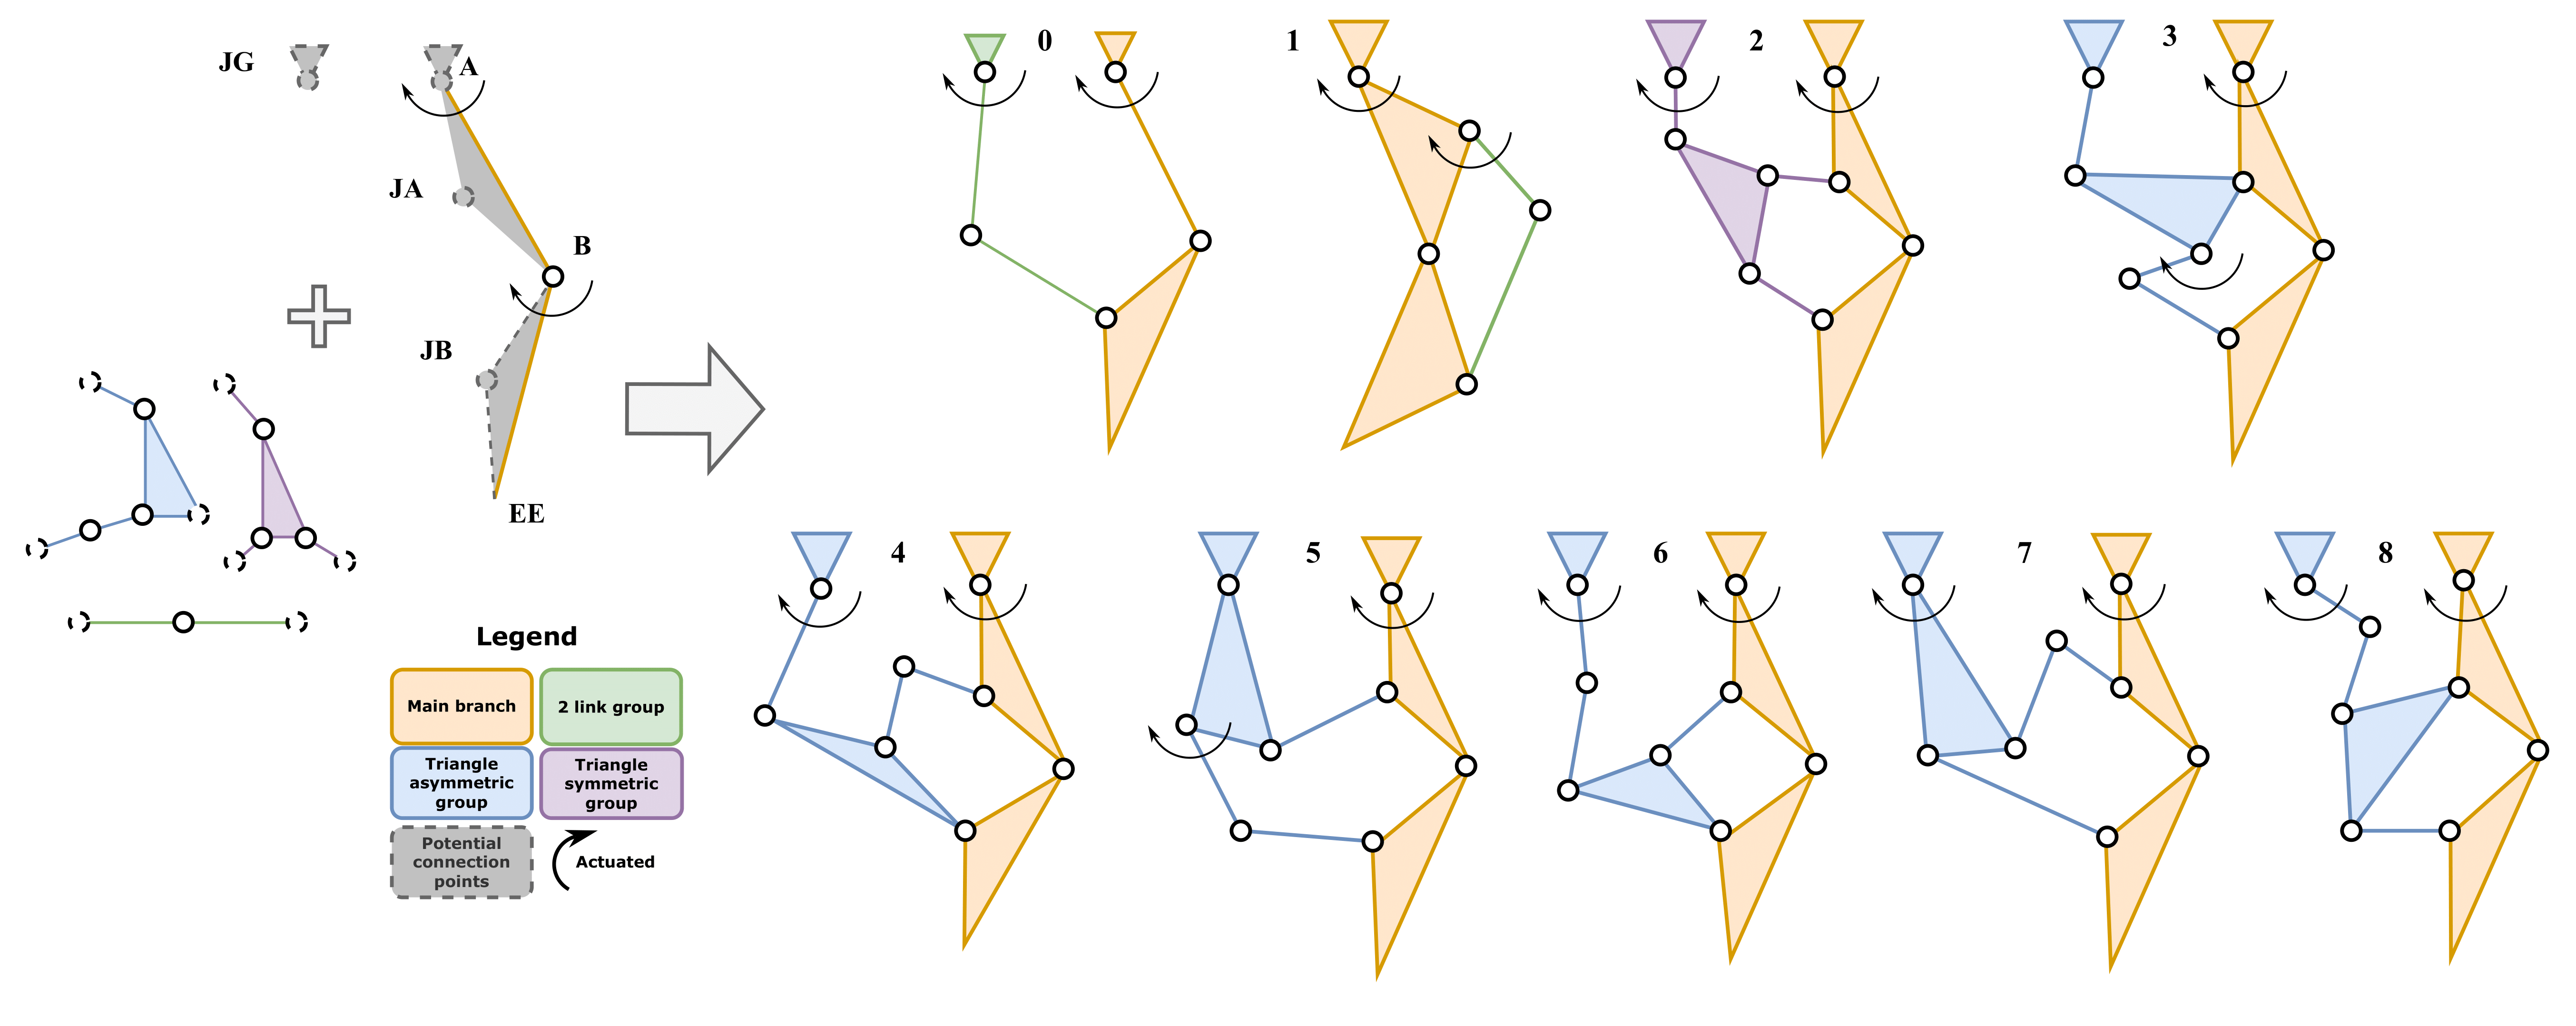 JG
A
JA
B
JB
EE
0
1
2
3
4
5
6
7
8
Legend
Main branch
2 link group
Triangle
asymmetric
group
Triangle
symmetric
group
Potential
connection
points
Actuated